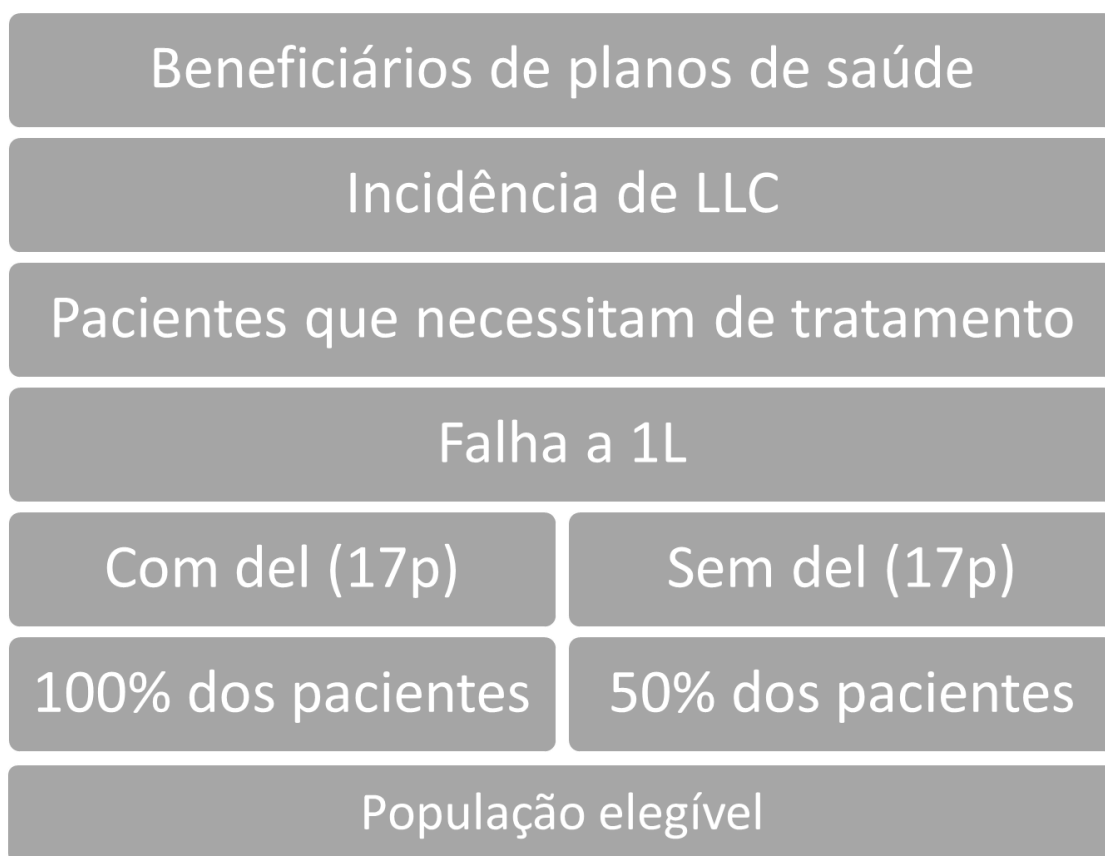 Beneficiários de planos de saúde
Incidência de LLC
Pacientes que necessitam de tratamento
Falha a 1L
Com del (17p)
Sem del (17p)
100% dos pacientes
50% dos pacientes
População elegível